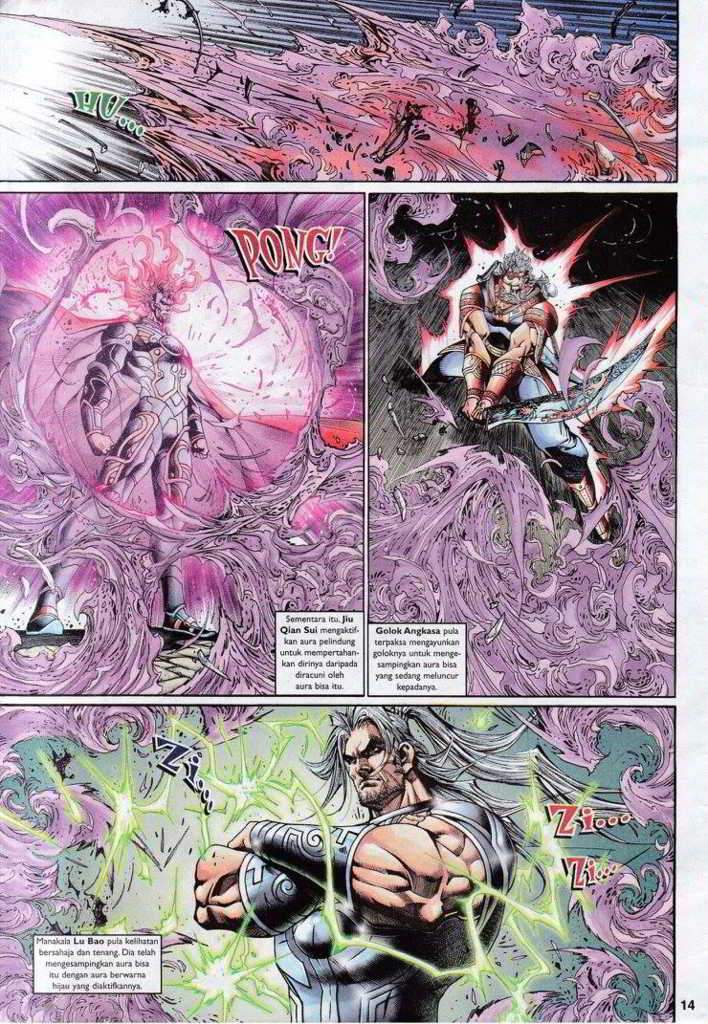 HU...
PONG!
Sementara itu, Jiu
Qian Sui mengaktif-
kan aura pelindung
untuk mempertahan-
kan dirinya daripada
diracuni oleh
aura bisa itu.
Golok Angkasa pula
terpaksa mengayunkan
goloknya untuk menge-
sampingkan aura bisa
yang sedang meluncur
kepadanya.
Zi...
Zi...
Zi...
Manakala Lu Bao pula kelihatan
bersahaja dan tenang. Dia telah
mengesampingkan aura bisa
itu dengan aura berwarna
hijau yang diaktifkannya.
14